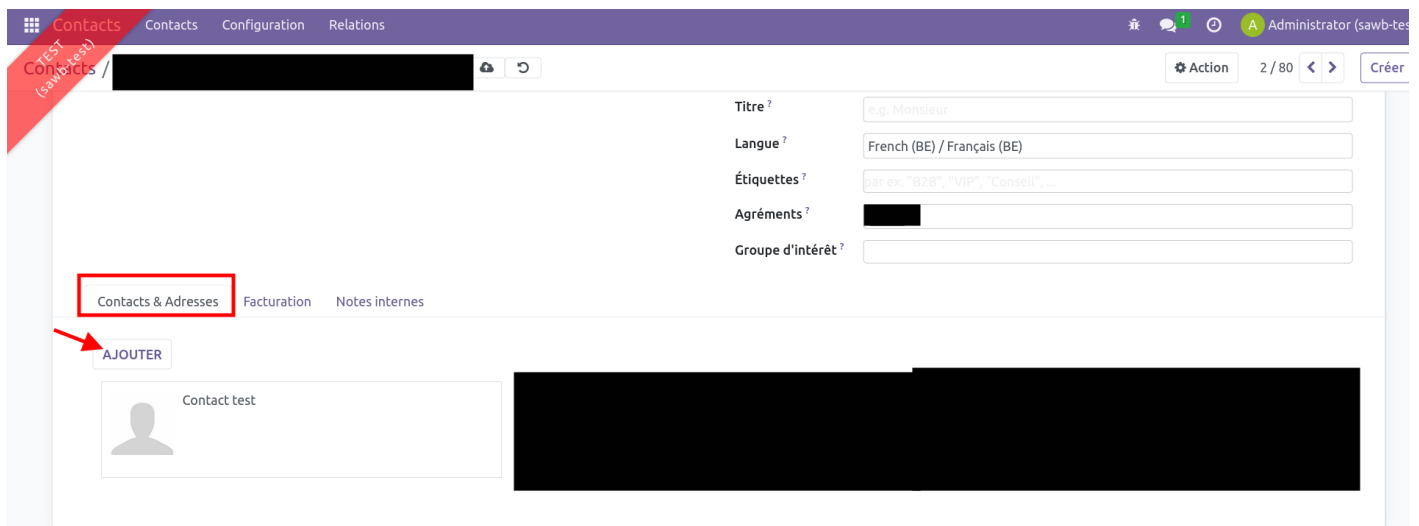 Contacts Contacts Configuration Relations 1 A Administrator (sawb-tes
TEST
(sawb-test)
Contacts / Action 2 / 80 Créer
Titre ? e.g. Monsieur
Langue ? French (BE) / Français (BE)
Étiquettes ? par ex. "B2B", "VIP", "Conseil", ...
Agréments ?
Groupe d'intérêt ?
Contacts & Adresses Facturation Notes internes
AJOUTER
Contact test